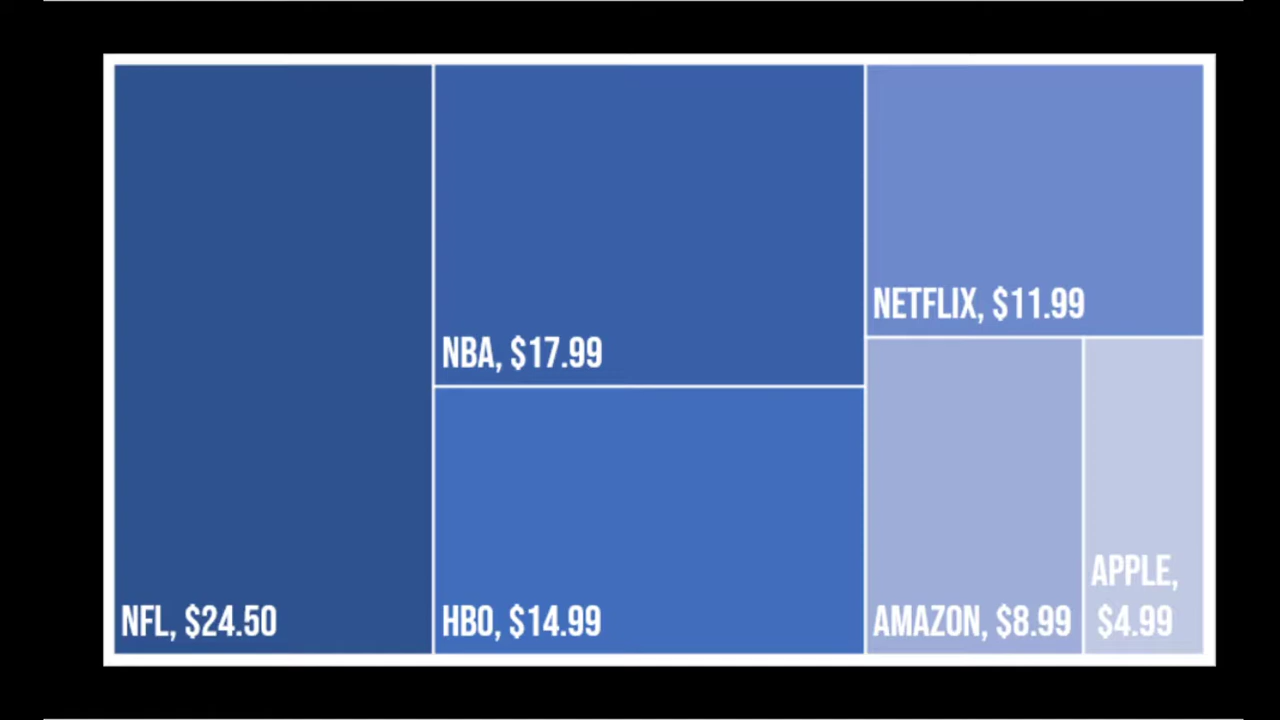 NFL, $24.50
NBA, $17.99
HBO, $14.99
NETFLIX, $11.99
AMAZON, $8.99
APPLE,
$4.99